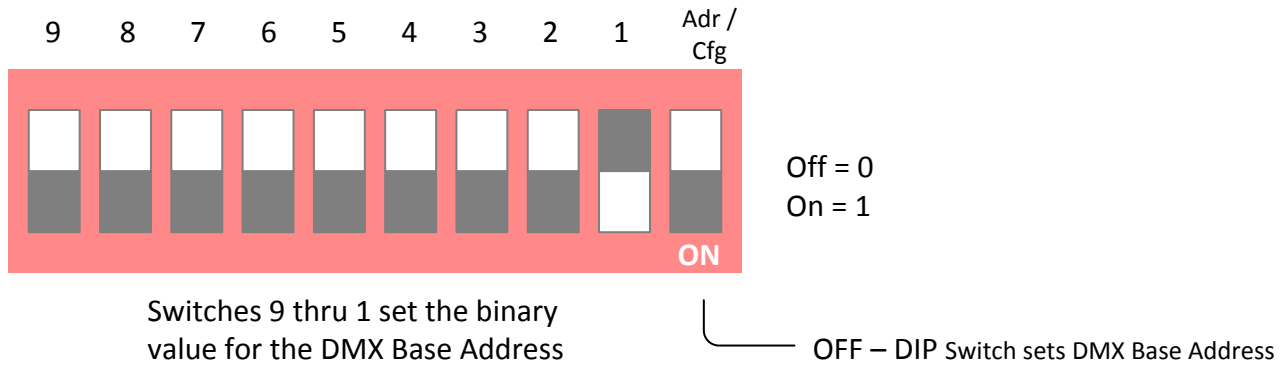 9 8 7 6 5 4 3 2 1 Adr /
Cfg
Off = 0
On = 1
ON
Switches 9 thru 1 set the binary
value for the DMX Base Address
OFF – DIP Switch sets DMX Base Address